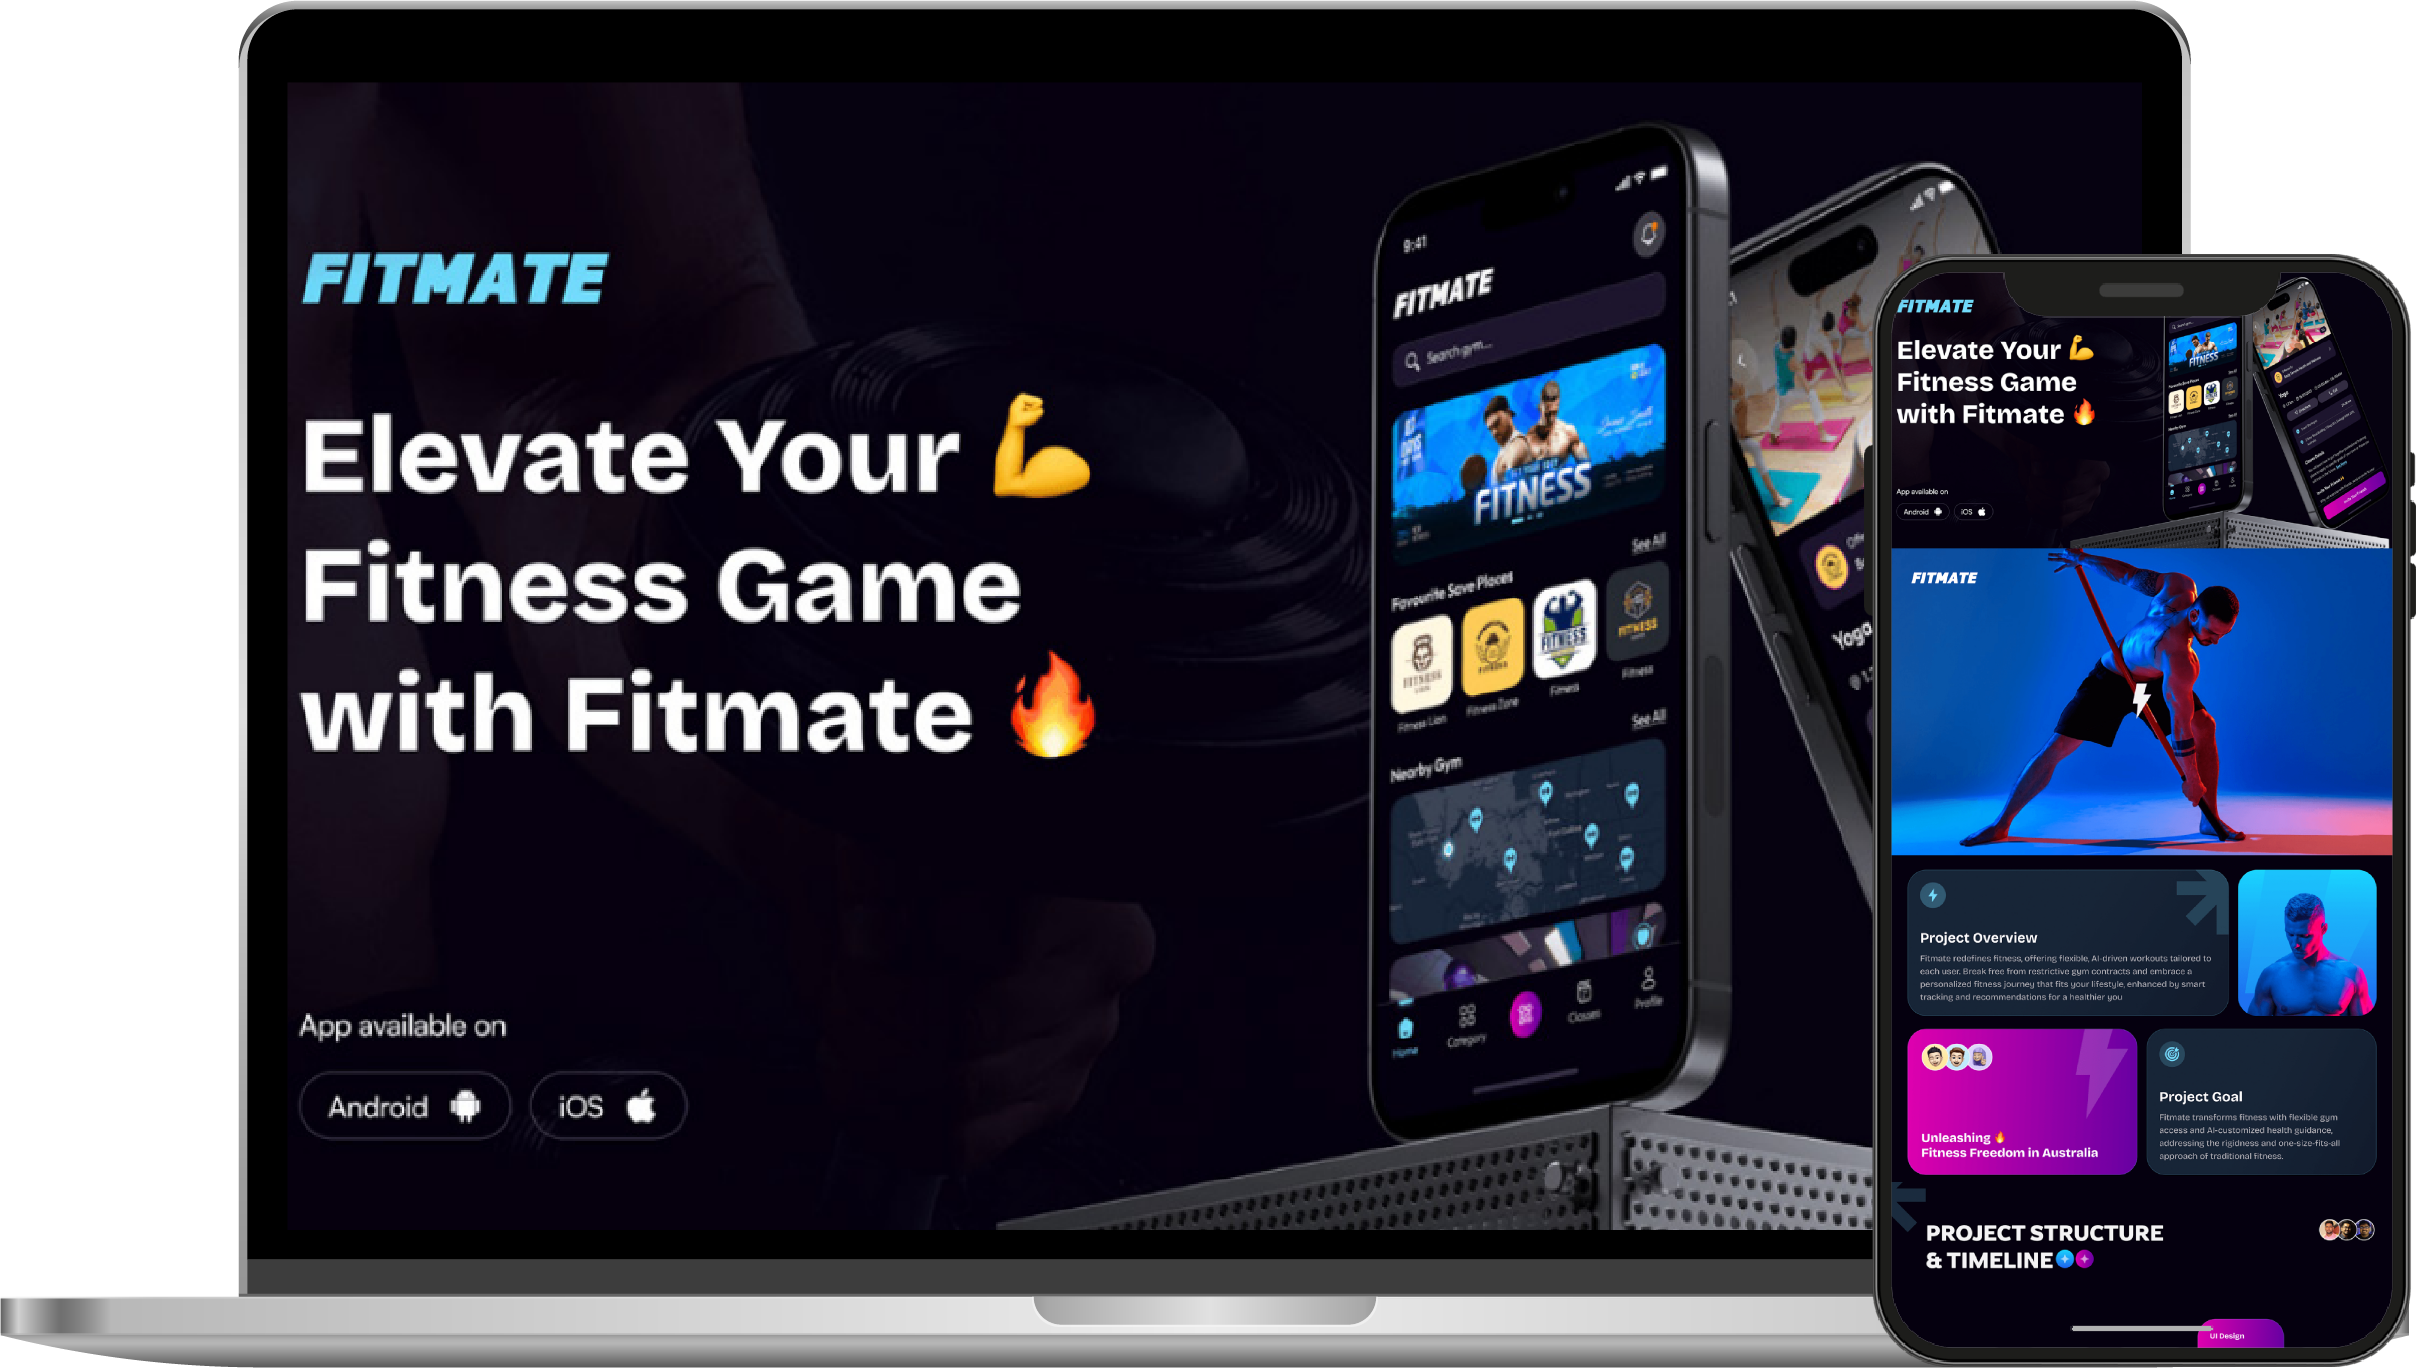 FITMATE
Elevate Your 💪
Fitness Game
with Fitmate 🔥
App available on
Android
iOS
9:41
FITMATE
Search gym...
FITNESS
See All
Favourite Save Places
FITNESS
FITNESS
FITNESS
Fitness Lion
Fitness Zone
Fitness
Fitness
See All
Nearby Gym
Home
Category
Classes
Profile
Yoga
FITMATE
Elevate Your 💪
Fitness Game
with Fitmate 🔥
App available on
Android
iOS
FITNESS
Yoga
FITMATE
Project Overview
Fitmate redefines fitness, offering flexible, AI-driven workouts tailored to
each user. Break free from restrictive gym contracts and embrace a
personalized fitness journey that fits your lifestyle, enhanced by smart
tracking and recommendations for a healthier you
Unleashing 🔥
Fitness Freedom in Australia
Project Goal
Fitmate transforms fitness with flexible gym
access and AI-customized health guidance,
addressing the rigidness and one-size-fits-all
approach of traditional fitness.
PROJECT STRUCTURE
& TIMELINE
UI Design